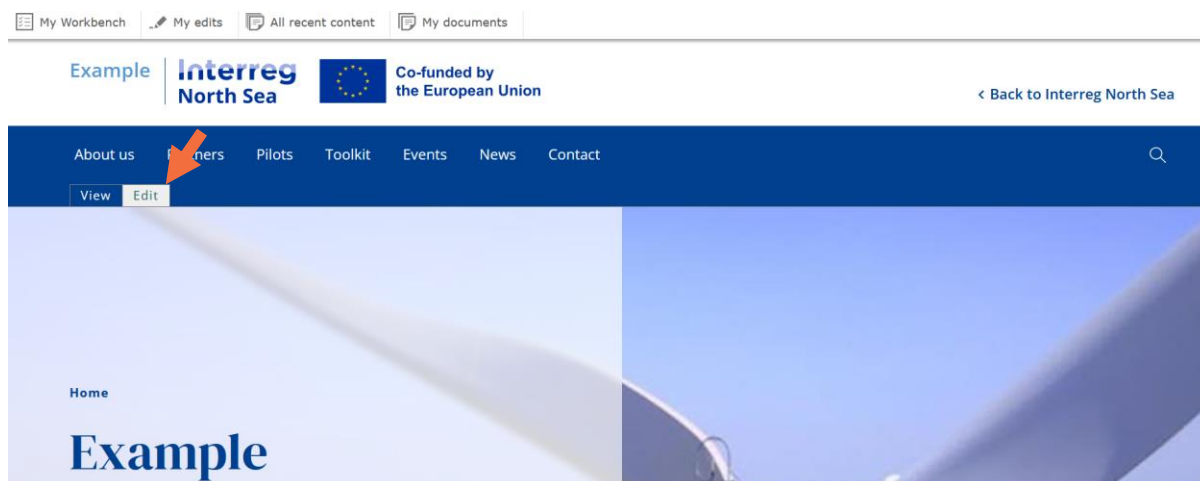 My Workbench My edits All recent content My documents
Example Interreg North Sea Co-funded by the European Union
< Back to Interreg North Sea
About us Partners Pilots Toolkit Events News Contact
View Edit
Home
Example